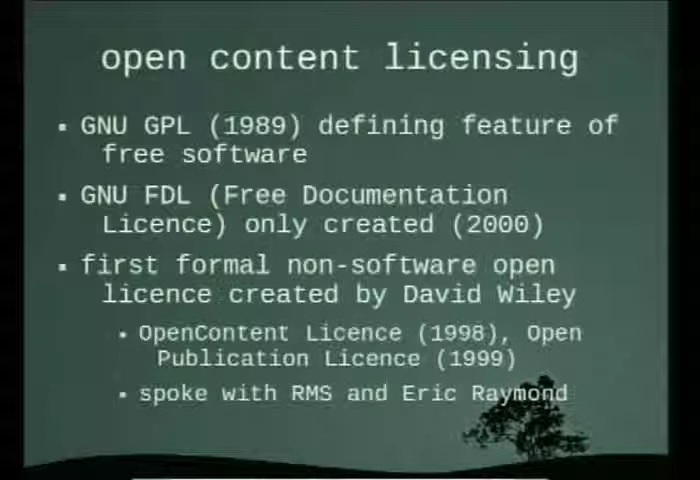 open content licensing
▪ GNU GPL (1989) defining feature of
free software
▪ GNU FDL (Free Documentation
Licence) only created (2000)
▪ first formal non-software open
licence created by David Wiley
▪ OpenContent Licence (1998), Open
Publication Licence (1999)
▪ spoke with RMS and Eric Raymond